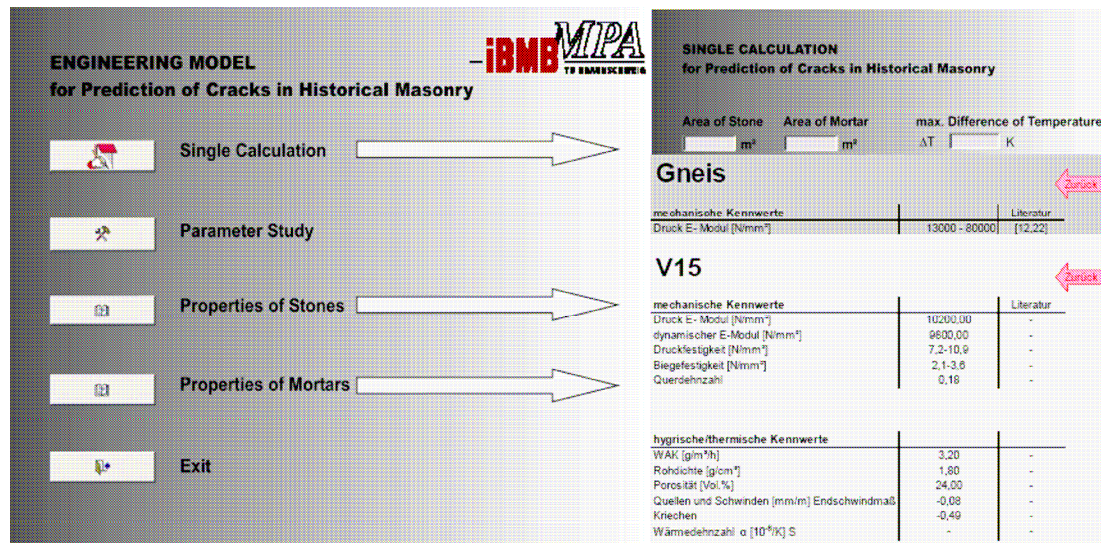 ENGINEERING MODEL
for Prediction of Cracks in Historical Masonry
iBMB MPA
TU BRAUNSCHWEIG
Single Calculation
Parameter Study
Properties of Stones
Properties of Mortars
Exit
SINGLE CALCULATION
for Prediction of Cracks in Historical Masonry
Area of Stone Area of Mortar max. Difference of Temperature
m² m² ΔT K
Gneis
Zurück
mechanische Kennwerte Literatur
Druck E- Modul [N/mm²] 13000 - 80000 [12,22]
V15
Zurück
mechanische Kennwerte Literatur
Druck E- Modul [N/mm²] 10200,00 -
dynamischer E-Modul [N/mm²] 9600,00 -
Druckfestigkeit [N/mm²] 7,2-10,9 -
Biegefestigkeit [N/mm²] 2,1-3,6 -
Querdehnzahl 0,18 -
hygrische/thermische Kennwerte
WAK [g/m²/h] 3,20 -
Rohdichte [g/cm³] 1,80 -
Porosität [Vol.%] 24,00 -
Quellen und Schwinden [mm/m] Endschwindmaß -0,08 -
Kriechen -0,49 -
Wärmedehnzahl α [10⁻⁶/K] S - -